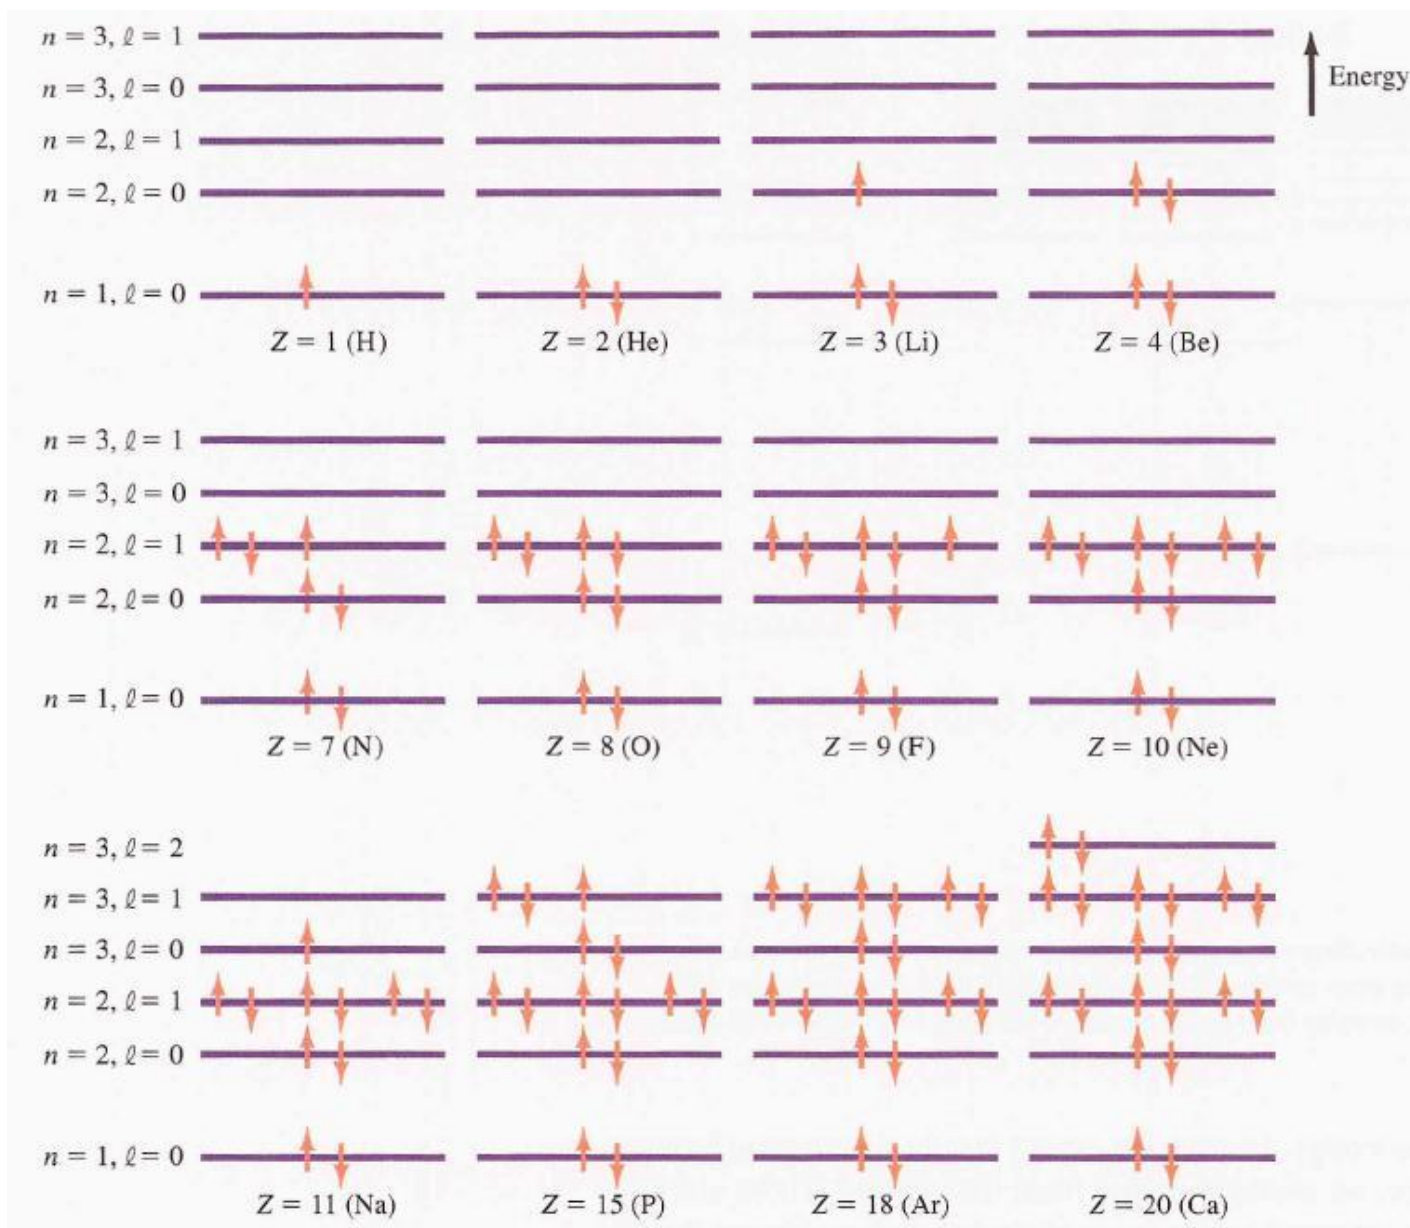 n = 3, ℓ = 1
Energy
n = 3, ℓ = 0
n = 2, ℓ = 1
n = 2, ℓ = 0
n = 1, ℓ = 0
Z = 1 (H) Z = 2 (He) Z = 3 (Li) Z = 4 (Be)
n = 3, ℓ = 1
n = 3, ℓ = 0
n = 2, ℓ = 1
n = 2, ℓ = 0
n = 1, ℓ = 0
Z = 7 (N) Z = 8 (O) Z = 9 (F) Z = 10 (Ne)
n = 3, ℓ = 2
n = 3, ℓ = 1
n = 3, ℓ = 0
n = 2, ℓ = 1
n = 2, ℓ = 0
n = 1, ℓ = 0
Z = 11 (Na) Z = 15 (P) Z = 18 (Ar) Z = 20 (Ca)